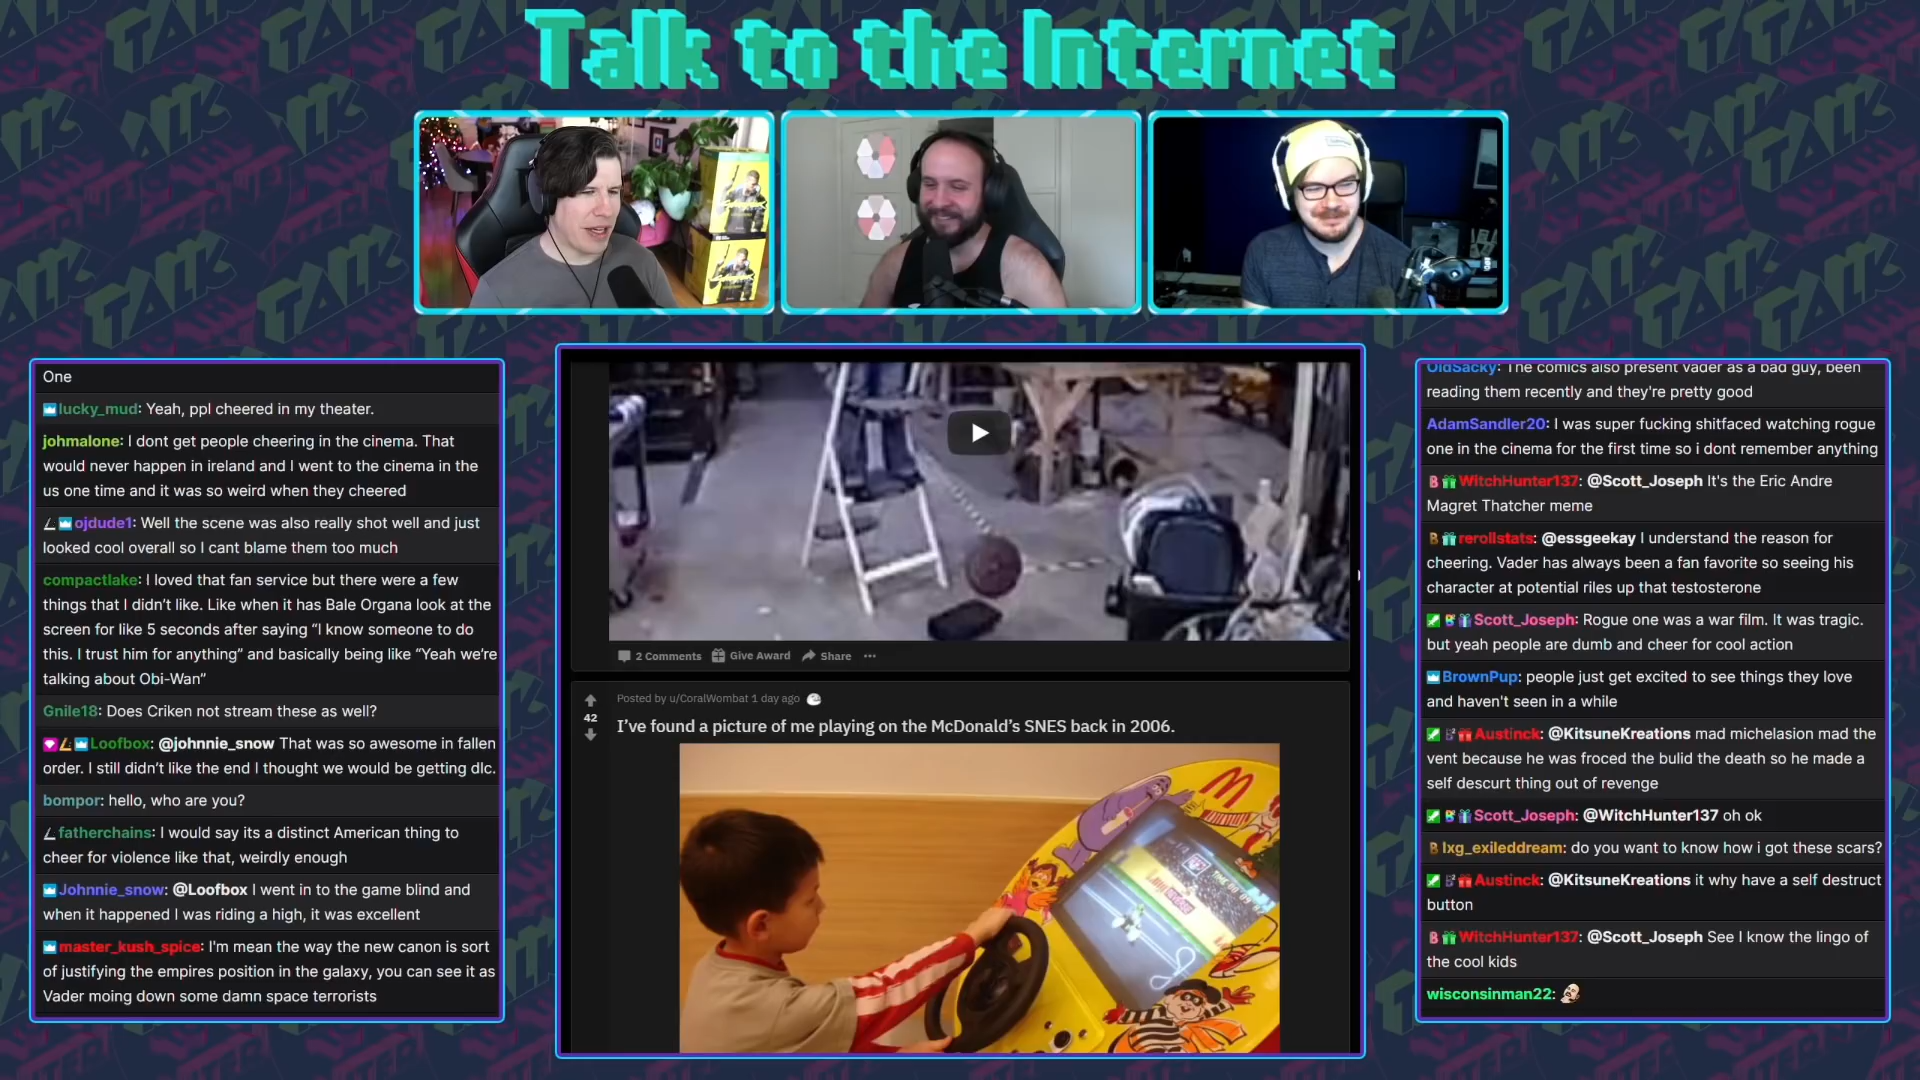 Talk to the Internet
One
lucky_mud: Yeah, ppl cheered in my theater.
johmalone: I dont get people cheering in the cinema. That
would never happen in ireland and I went to the cinema in the
us one time and it was so weird when they cheered
ojdude1: Well the scene was also really shot well and just
looked cool overall so I cant blame them too much
compactlake: I loved that fan service but there were a few
things that I didn’t like. Like when it has Bale Organa look at the
screen for like 5 seconds after saying “I know someone to do
this. I trust him for anything” and basically being like “Yeah we’re
talking about Obi-Wan”
Gnile18: Does Criken not stream these as well?
Loofbox: @johnnie_snow That was so awesome in fallen
order. I still didn’t like the end I thought we would be getting dlc.
bompor: hello, who are you?
fatherchains: I would say its a distinct American thing to
cheer for violence like that, weirdly enough
Johnnie_snow: @Loofbox I went in to the game blind and
when it happened I was riding a high, it was excellent
master_kush_spice: I'm mean the way the new canon is sort
of justifying the empires position in the galaxy, you can see it as
Vader moing down some damn space terrorists
2 Comments Give Award Share
Posted by u/CoralWombat 1 day ago
42
I’ve found a picture of me playing on the McDonald’s SNES back in 2006.
OldSacky: The comics also present Vader as a bad guy, been
reading them recently and they're pretty good
AdamSandler20: I was super fucking shitfaced watching rogue
one in the cinema for the first time so i dont remember anything
WitchHunter137: @Scott_Joseph It's the Eric Andre
Magret Thatcher meme
rerollstats: @essgeekay I understand the reason for
cheering. Vader has always been a fan favorite so seeing his
character at potential riles up that testosterone
Scott_Joseph: Rogue one was a war film. It was tragic.
but yeah people are dumb and cheer for cool action
BrownPup: people just get excited to see things they love
and haven't seen in a while
Austinck: @KitsuneKreations mad michelasion mad the
vent because he was froced the bulid the death so he made a
self descurt thing out of revenge
Scott_Joseph: @WitchHunter137 oh ok
lxg_exileddream: do you want to know how i got these scars?
Austinck: @KitsuneKreations it why have a self destruct
button
WitchHunter137: @Scott_Joseph See I know the lingo of
the cool kids
wisconsinman22: